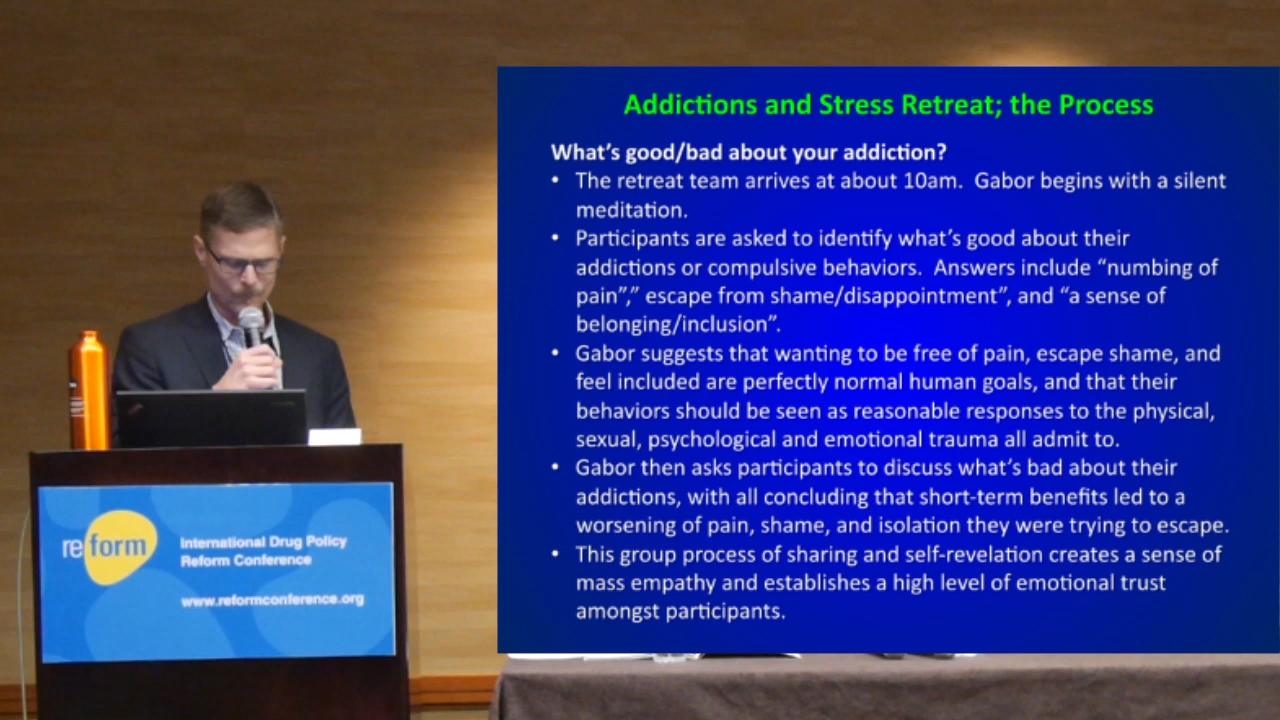 Addictions and Stress Retreat; the Process
What's good/bad about your addiction?
• The retreat team arrives at about 10am.  Gabor begins with a silent
meditation.
• Participants are asked to identify what's good about their
addictions or compulsive behaviors.  Answers include “numbing of
pain”,” escape from shame/disappointment”, and “a sense of
belonging/inclusion”.
• Gabor suggests that wanting to be free of pain, escape shame, and
feel included are perfectly normal human goals, and that their
behaviors should be seen as reasonable responses to the physical,
sexual, psychological and emotional trauma all admit to.
• Gabor then asks participants to discuss what's bad about their
addictions, with all concluding that short-term benefits led to a
worsening of pain, shame, and isolation they were trying to escape.
• This group process of sharing and self-revelation creates a sense of
mass empathy and establishes a high level of emotional trust
amongst participants.
reform
International Drug Policy
Reform Conference
www.reformconference.org